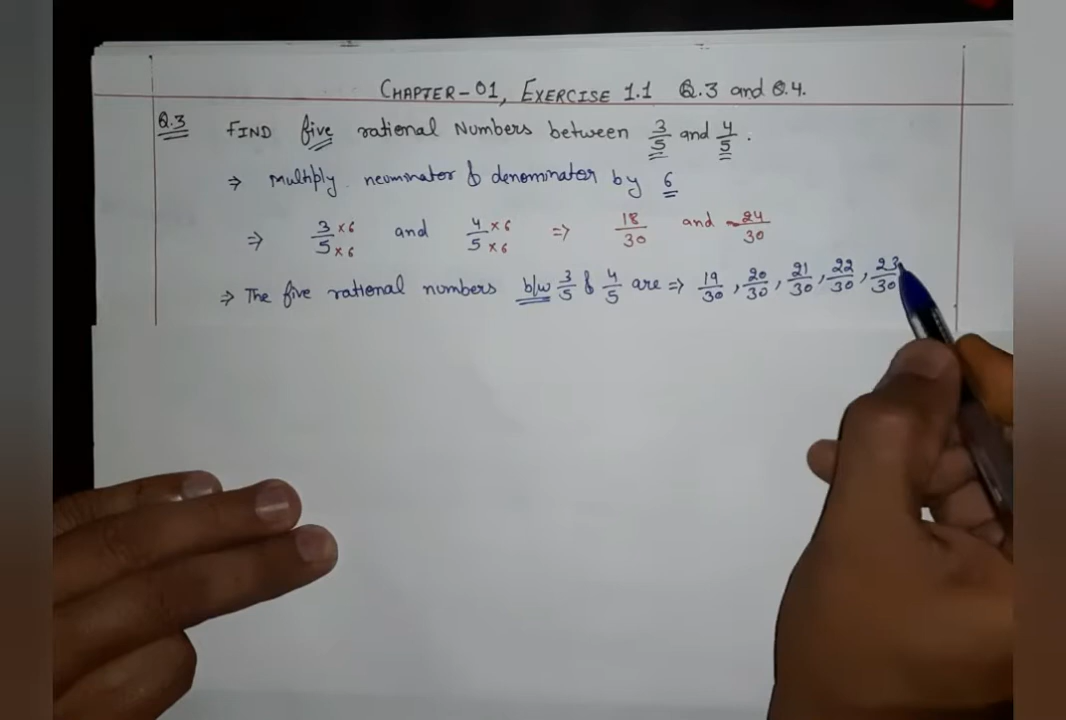 CHAPTER-01, EXERCISE 1.1 Q.3 and Q.4.
Q.3 FIND five rational Numbers between 3/5 and 4/5.
⇒ Multiply neuminator & denominator by 6
⇒ 3×6/5×6 and 4×6/5×6 ⇒ 18/30 and 24/30
⇒ The five rational numbers b/w 3/5 & 4/5 are ⇒ 19/30, 20/30, 21/30, 22/30, 23/30